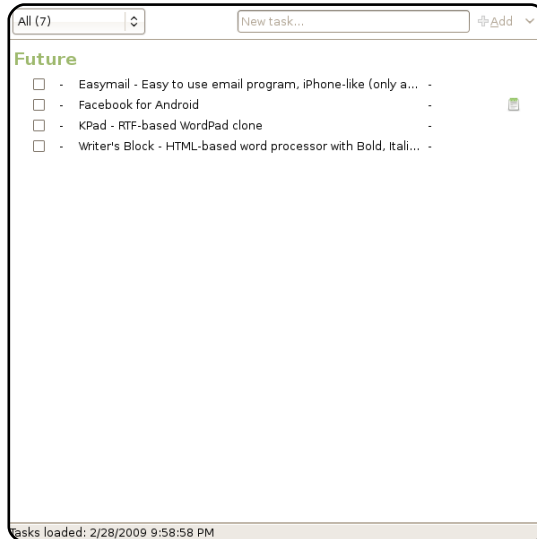 All (7)
New task...
Add
Future
- Easymail - Easy to use email program, iPhone-like (only a... -
- Facebook for Android -
- KPad - RTF-based WordPad clone -
- Writer's Block - HTML-based word processor with Bold, Itali... -
Tasks loaded: 2/28/2009 9:58:58 PM